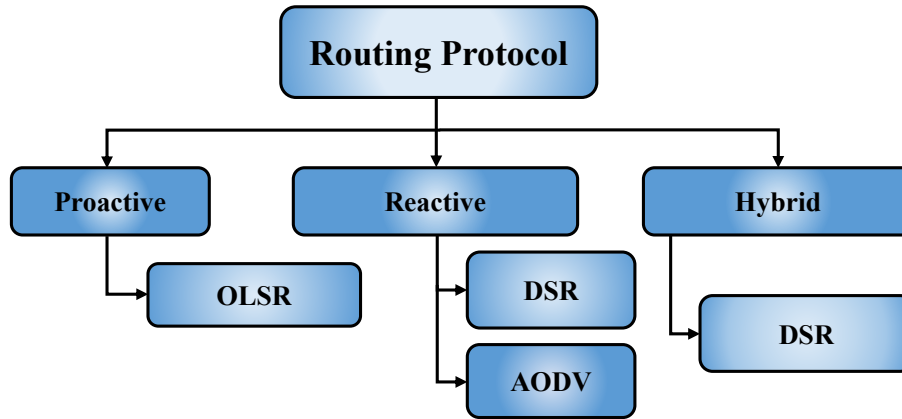 Routing Protocol
Proactive
Reactive
Hybrid
OLSR
DSR
DSR
AODV